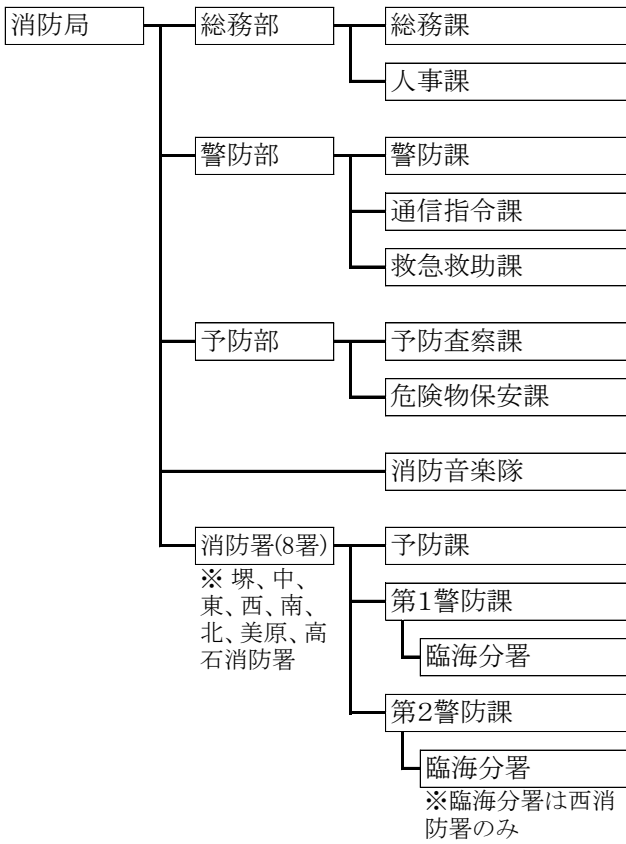 消防局
総務部
総務課
人事課
警防部
警防課
通信指令課
救急救助課
予防部
予防査察課
危険物保安課
消防音楽隊
消防署(8署)
※ 堺、中、
東、西、南、
北、美原、高
石消防署
予防課
第1警防課
臨海分署
第2警防課
臨海分署
※臨海分署は西消
防署のみ